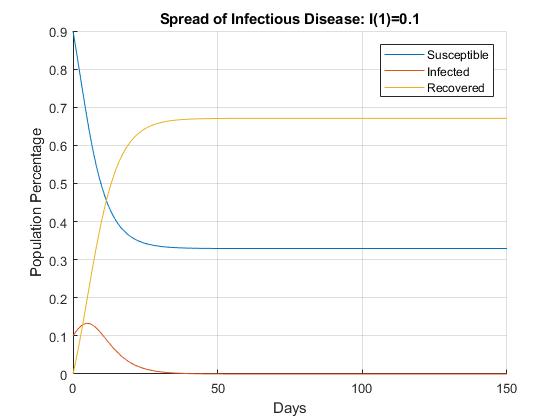 Spread of Infectious Disease: I(1)=0.1
Susceptible
Infected
Recovered
Population Percentage
0.9
0.8
0.7
0.6
0.5
0.4
0.3
0.2
0.1
0
0 50 100 150
Days